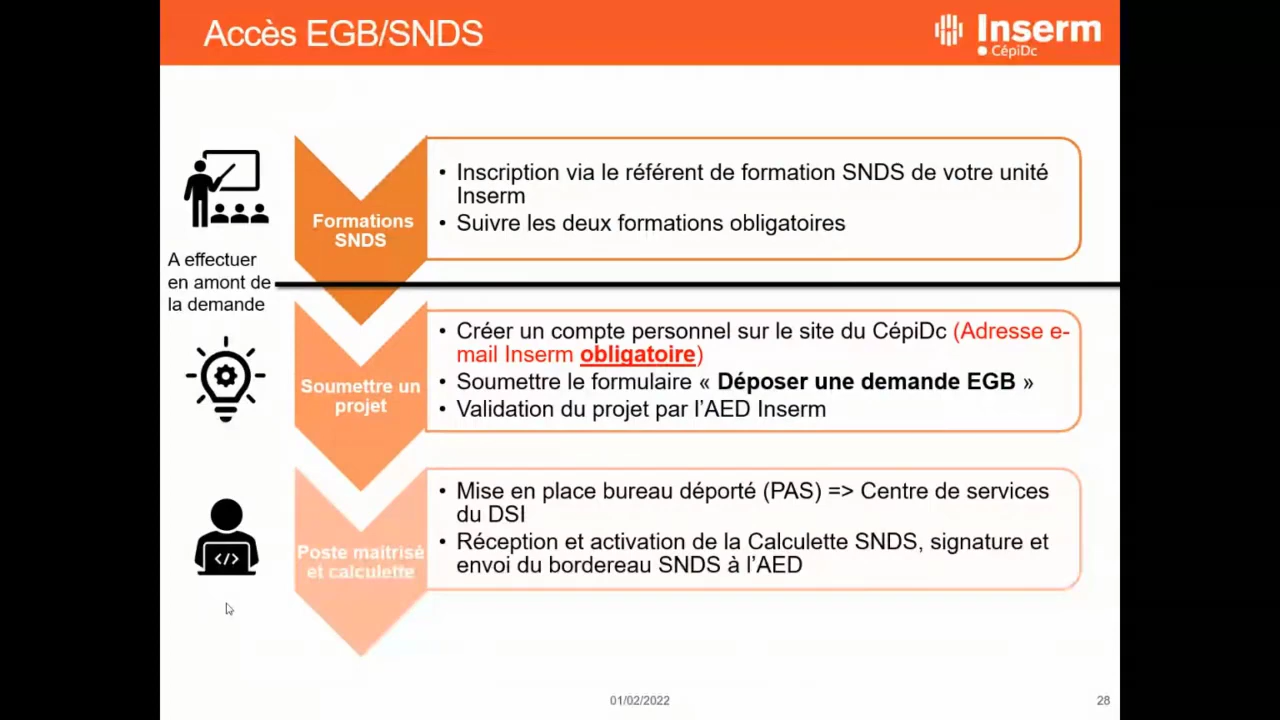 Accès EGB/SNDS
Inserm
CépiDc
Formations
SNDS
• Inscription via le référent de formation SNDS de votre unité
Inserm
• Suivre les deux formations obligatoires
A effectuer
en amont de
la demande
Soumettre un
projet
• Créer un compte personnel sur le site du CépiDc (Adresse e-
mail Inserm obligatoire)
• Soumettre le formulaire « Déposer une demande EGB »
• Validation du projet par l’AED Inserm
Poste maitrisé
et calculette
• Mise en place bureau déporté (PAS) => Centre de services
du DSI
• Réception et activation de la Calculette SNDS, signature et
envoi du bordereau SNDS à l’AED
</>
01/02/2022
28